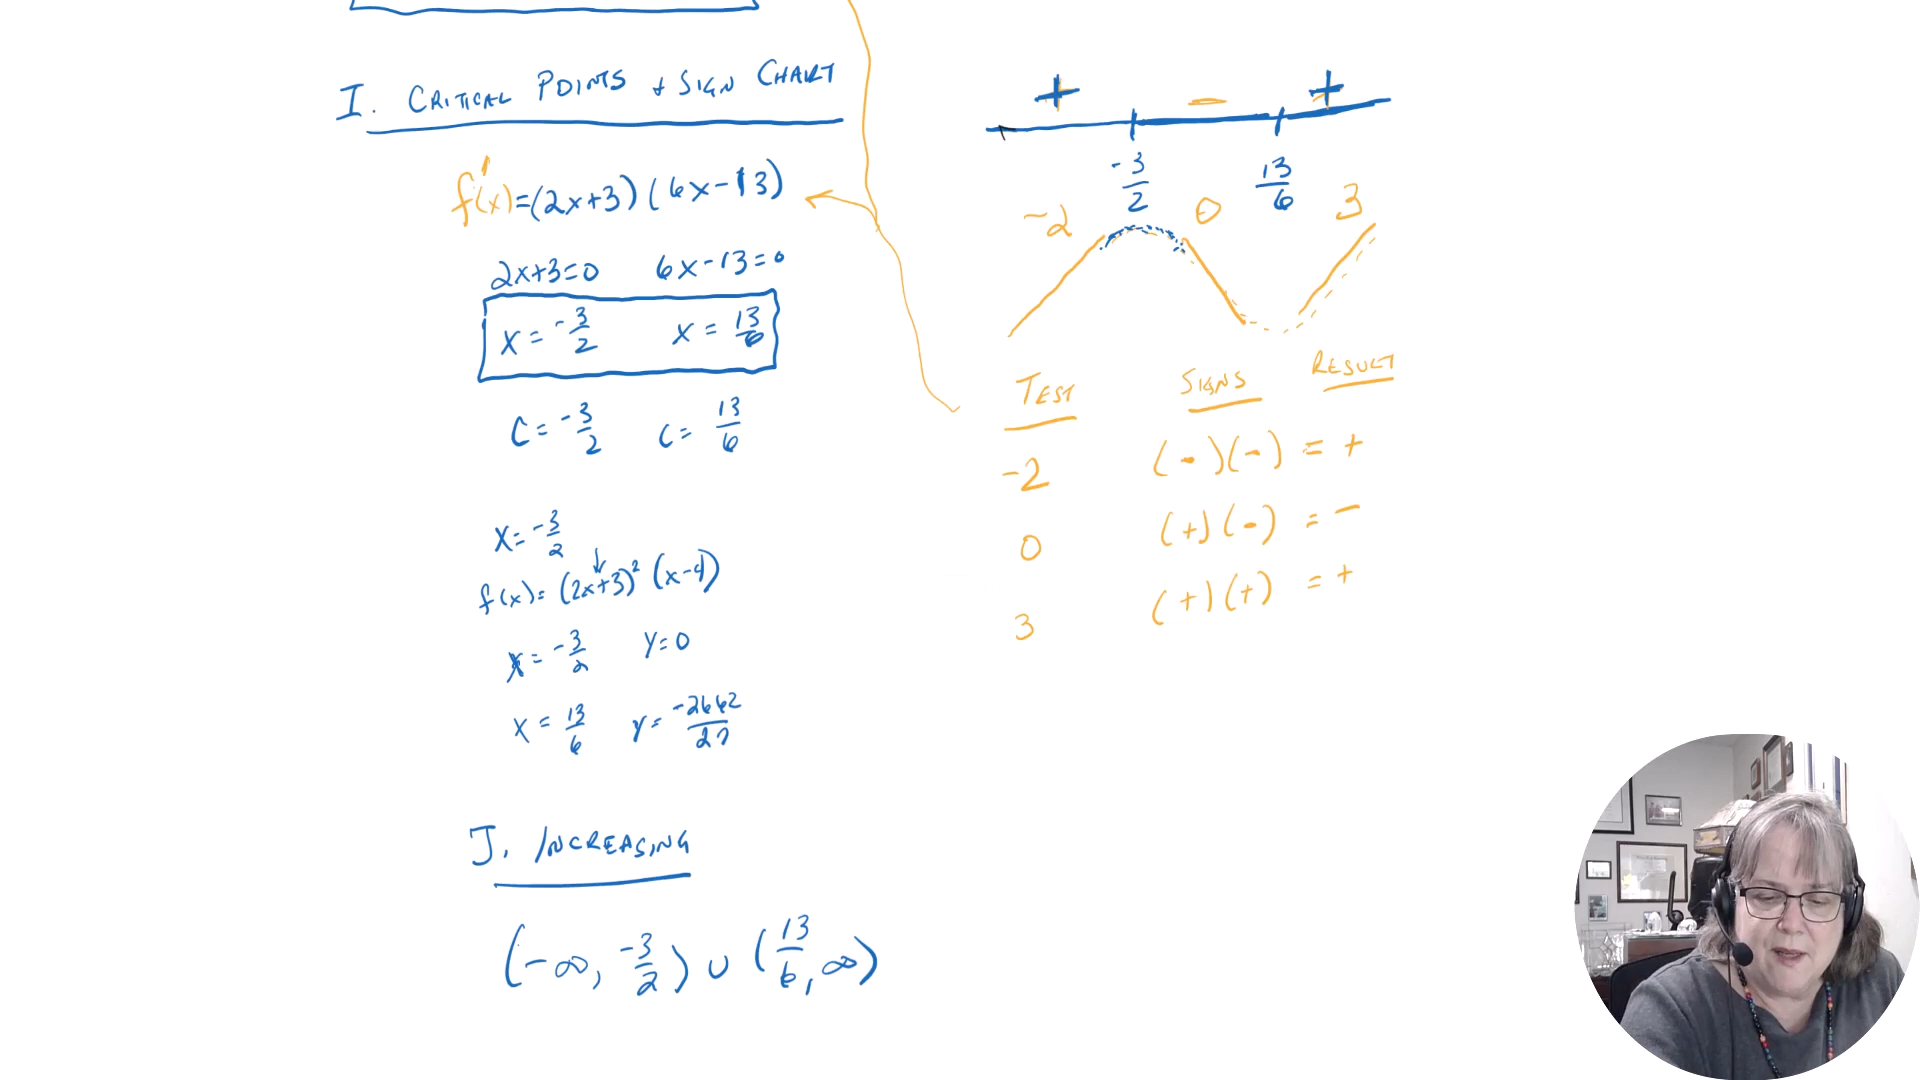 I. CRITICAL POINTS + SIGN CHART
f'(x)=(2x+3)(6x-13)
2x+3=0 6x-13=0
x = -3/2 x = 13/6
C = -3/2 C = 13/6
x = -3/2
f(x) = (2x+3)² (x-4)
x = -3/2 y = 0
x = 13/6 y = -2662/27
J. INCREASING
(-∞, -3/2) ∪ (13/6, ∞)
+ - +
-3/2 13/6
-2 0 3
TEST SIGNS RESULT
-2 (-)(-) = +
0 (+)(-) = -
3 (+)(+) = +